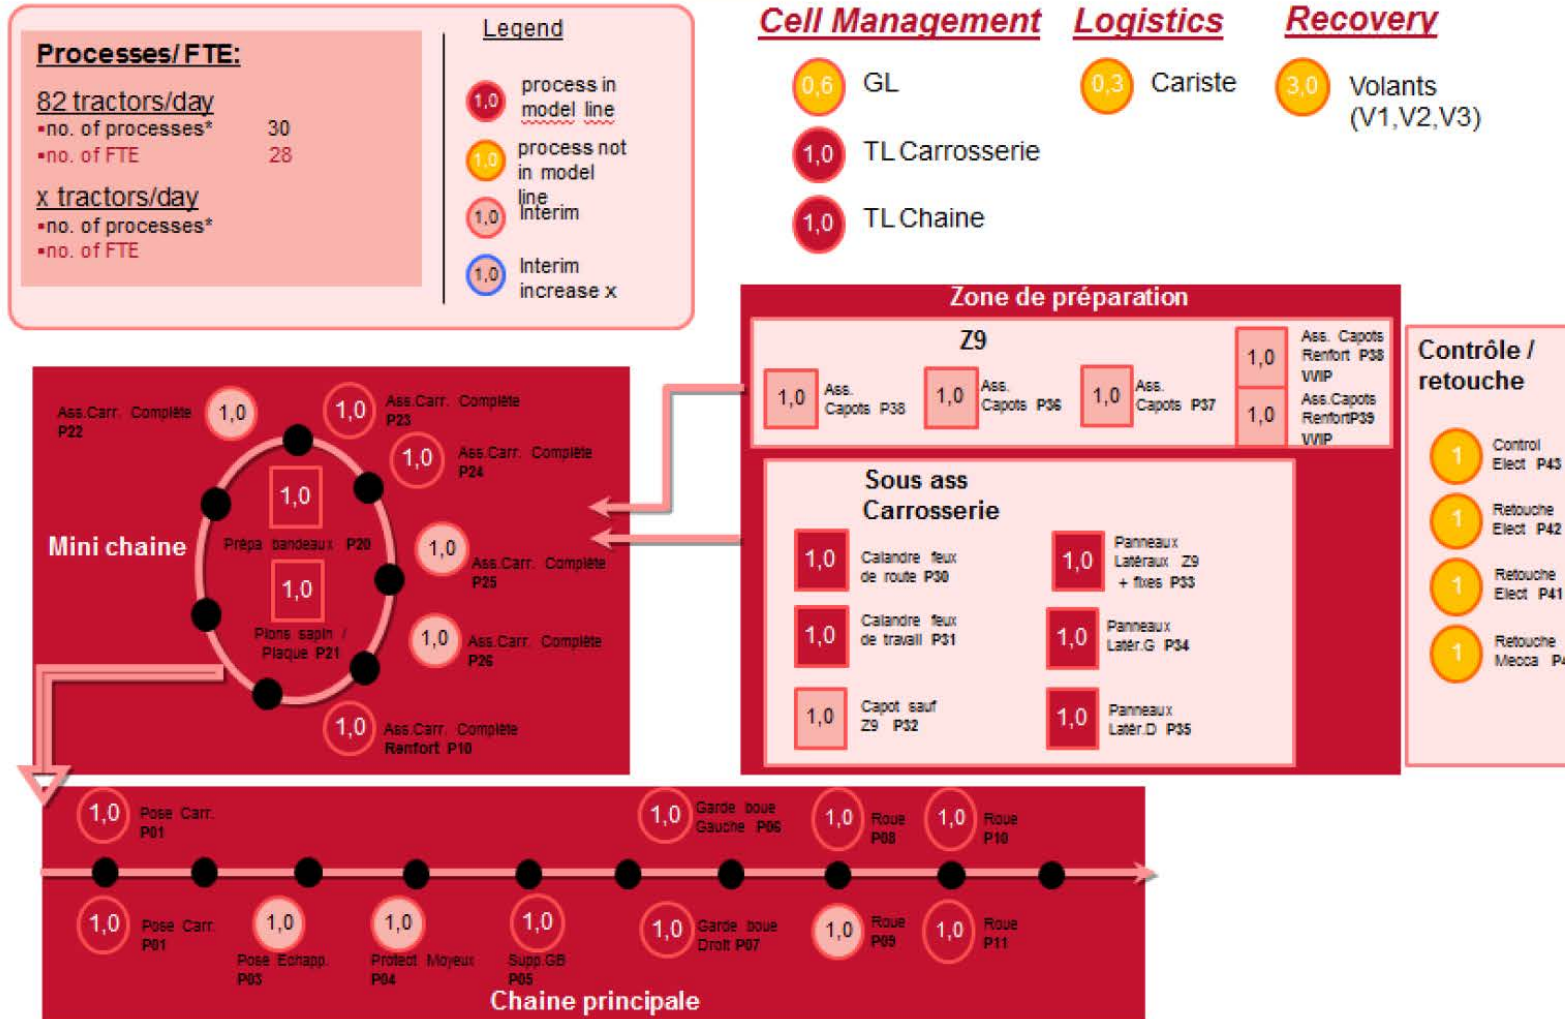 Processes/ FTE:
82 tractors/day
▪no. of processes* 30
▪no. of FTE 28
x tractors/day
▪no. of processes*
▪no. of FTE
Legend
1,0 process in
model line
1,0 process not
in model
line
1,0 Interim
1,0 Interim
increase x
Cell Management
0,6 GL
1,0 TL Carrosserie
1,0 TL Chaine
Logistics
0,3 Cariste
Recovery
3,0 Volants
(V1,V2,V3)
Zone de préparation
Z9
1,0 Ass.
Capots P38
1,0 Ass.
Capots P36
1,0 Ass.
Capots P37
1,0 Ass. Capots
Renfort P38
WIP
1,0 Ass.Capots
RenfortP39
WIP
Sous ass
Carrosserie
1,0 Calandre feux
de route P30
1,0 Calandre feux
de travail P31
1,0 Capot sauf
Z9 P32
1,0 Panneaux
Latéraux Z9
+ fixes P33
1,0 Panneaux
Latér.G P34
1,0 Panneaux
Latér.D P35
Contrôle /
retouche
1 Control
Elect P43
1 Retouche
Elect P42
1 Retouche
Elect P41
1 Retouche
Mecca
Mini chaine
Ass.Carr. Complète 1,0
P22
1,0 Ass.Carr. Complète
P23
1,0 Ass.Carr. Complète
P24
1,0
Prépa bandeaux P20
1,0
Pions sapin /
Plaque P21
1,0
Ass.Carr. Complète
P25
1,0 Ass.Carr. Complète
P26
1,0 Ass.Carr. Complète
Renfort P10
1,0 Pose Carr.
P01
1,0 Garde boue
Gauche P06
1,0 Roue
P08
1,0 Roue
P10
1,0 Pose Carr.
P01
1,0
Pose Echapp.
P03
1,0
Protect Moyeux
P04
1,0
Supp.GB
P05
1,0 Garde boue
Droit P07
1,0 Roue
P09
1,0 Roue
P11
Chaine principale